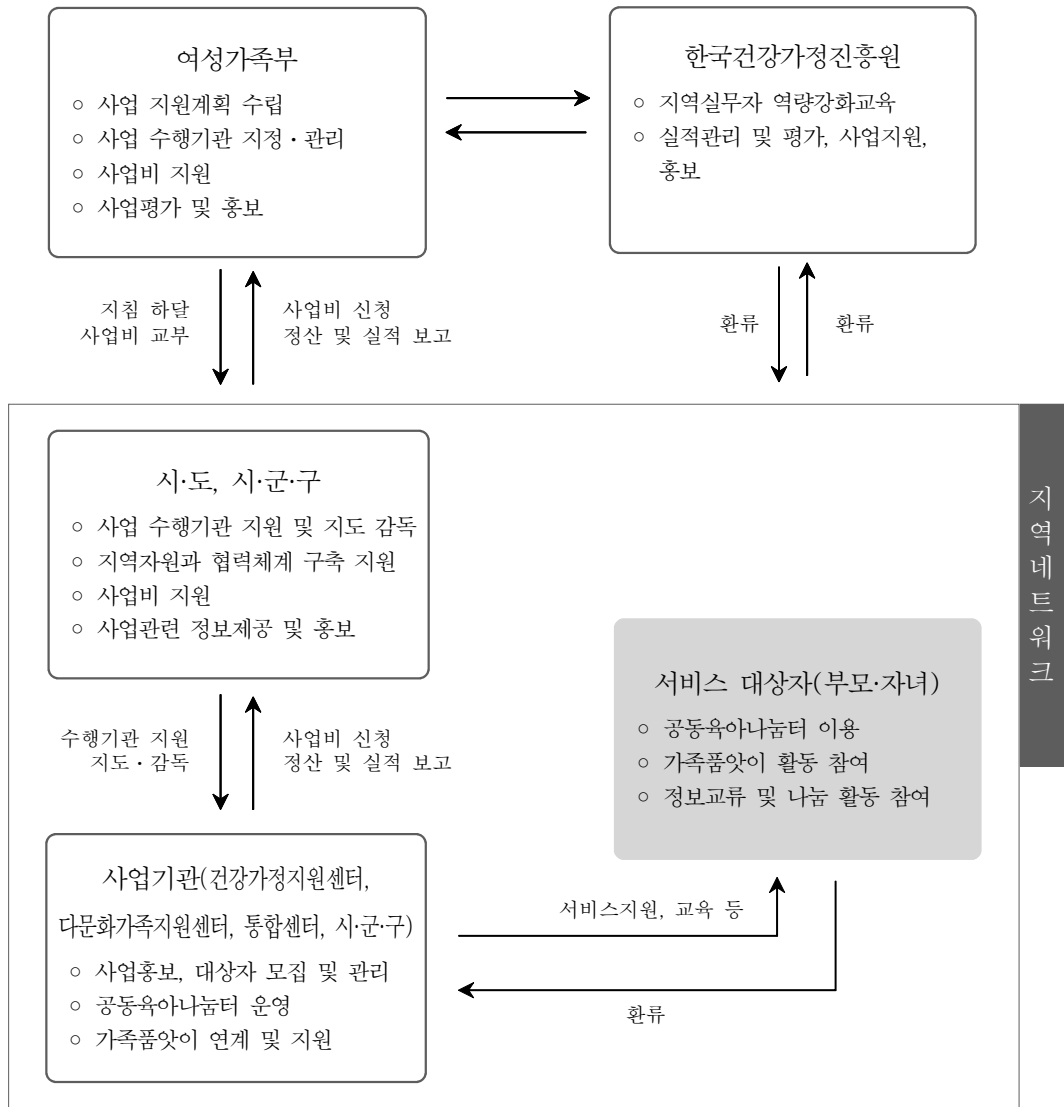 여성가족부
○ 사업 지원계획 수립
○ 사업 수행기관 지정·관리
○ 사업비 지원
○ 사업평가 및 홍보
한국건강가정진흥원
○ 지역실무자 역량강화교육
○ 실적관리 및 평가, 사업지원,
홍보
지침 하달
사업비 교부
사업비 신청
정산 및 실적 보고
환류
환류
지역네트워크
시·도, 시·군·구
○ 사업 수행기관 지원 및 지도 감독
○ 지역자원과 협력체계 구축 지원
○ 사업비 지원
○ 사업관련 정보제공 및 홍보
서비스 대상자(부모·자녀)
○ 공동육아나눔터 이용
○ 가족품앗이 활동 참여
○ 정보교류 및 나눔 활동 참여
수행기관 지원
지도·감독
사업비 신청
정산 및 실적 보고
사업기관(건강가정지원센터,
다문화가족지원센터, 통합센터, 시·군·구)
○ 사업홍보, 대상자 모집 및 관리
○ 공동육아나눔터 운영
○ 가족품앗이 연계 및 지원
서비스지원, 교육 등
환류